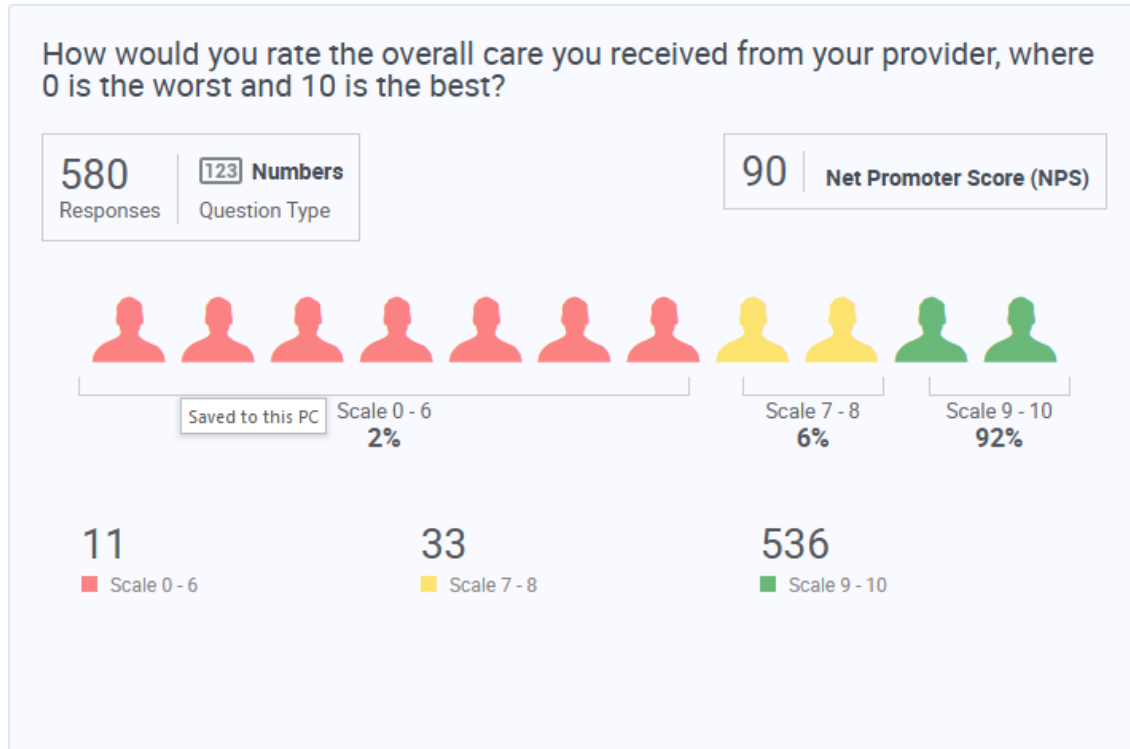 How would you rate the overall care you received from your provider, where
0 is the worst and 10 is the best?
580
Responses
123 Numbers
Question Type
90 Net Promoter Score (NPS)
Saved to this PC
Scale 0 - 6
2%
Scale 7 - 8
6%
Scale 9 - 10
92%
11
Scale 0 - 6
33
Scale 7 - 8
536
Scale 9 - 10